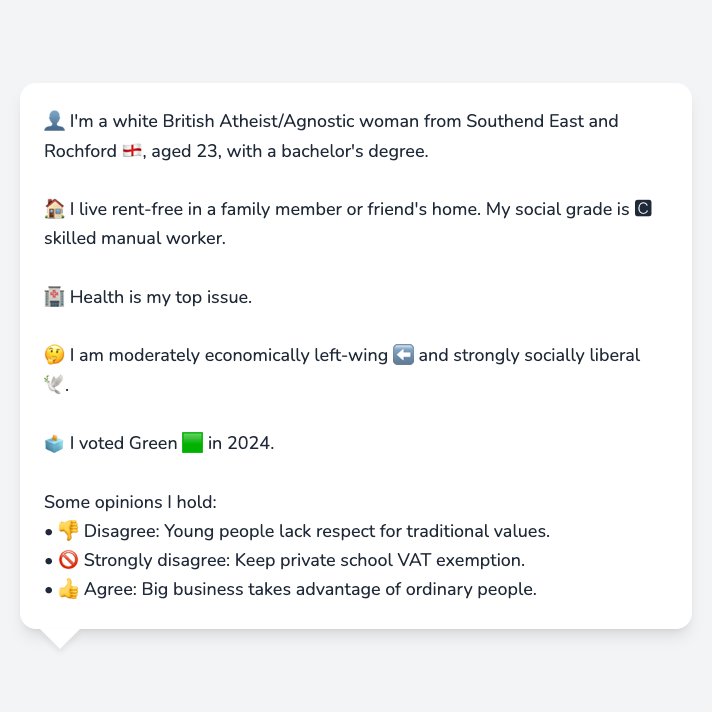 👤 I'm a white British Atheist/Agnostic woman from Southend East and
Rochford 🏴󠁧󠁢󠁥󠁮󠁧󠁿, aged 23, with a bachelor's degree.
🏠 I live rent-free in a family member or friend's home. My social grade is 🅲
skilled manual worker.
🏥 Health is my top issue.
🤔 I am moderately economically left-wing ⬅️ and strongly socially liberal
🕊️.
🗳️ I voted Green 🟩 in 2024.
Some opinions I hold:
• 👎 Disagree: Young people lack respect for traditional values.
• 🚫 Strongly disagree: Keep private school VAT exemption.
• 👍 Agree: Big business takes advantage of ordinary people.